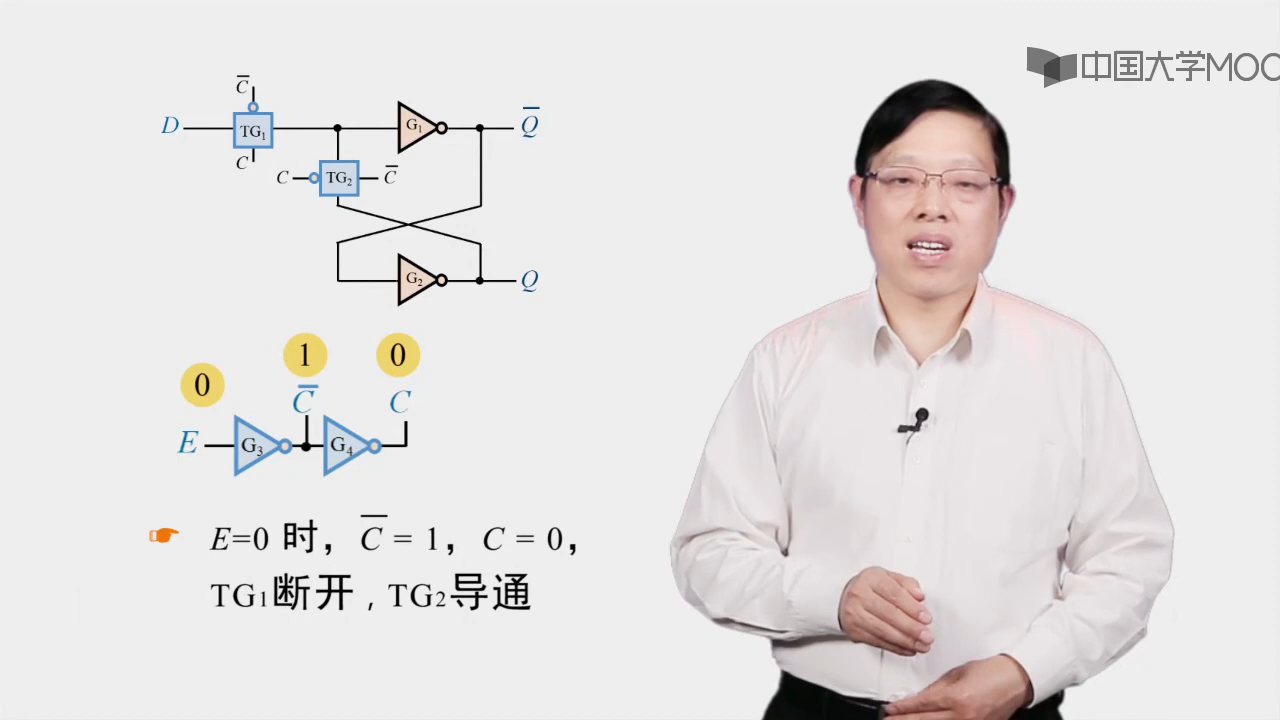 中国大学MOO
C̅
D TG₁ G₁ Q̅
C
C TG₂ C̅
G₂ Q
0 1 0
C̅ C
E G₃ G₄
E=0 时，C̅ = 1，C = 0，
TG₁断开，TG₂导通